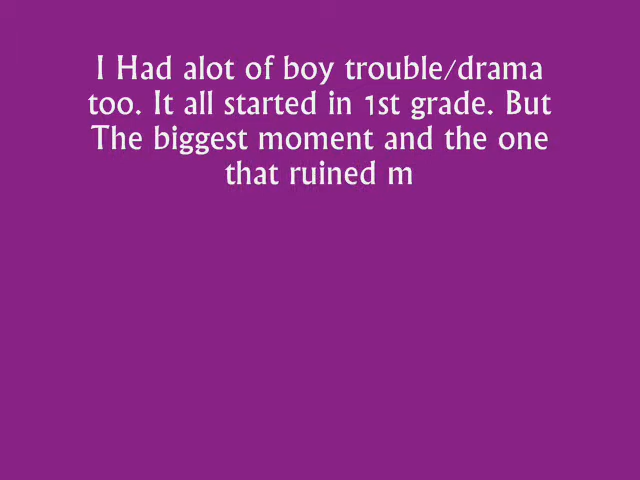 I Had alot of boy trouble/drama
too. It all started in 1st grade. But
The biggest moment and the one
that ruined m